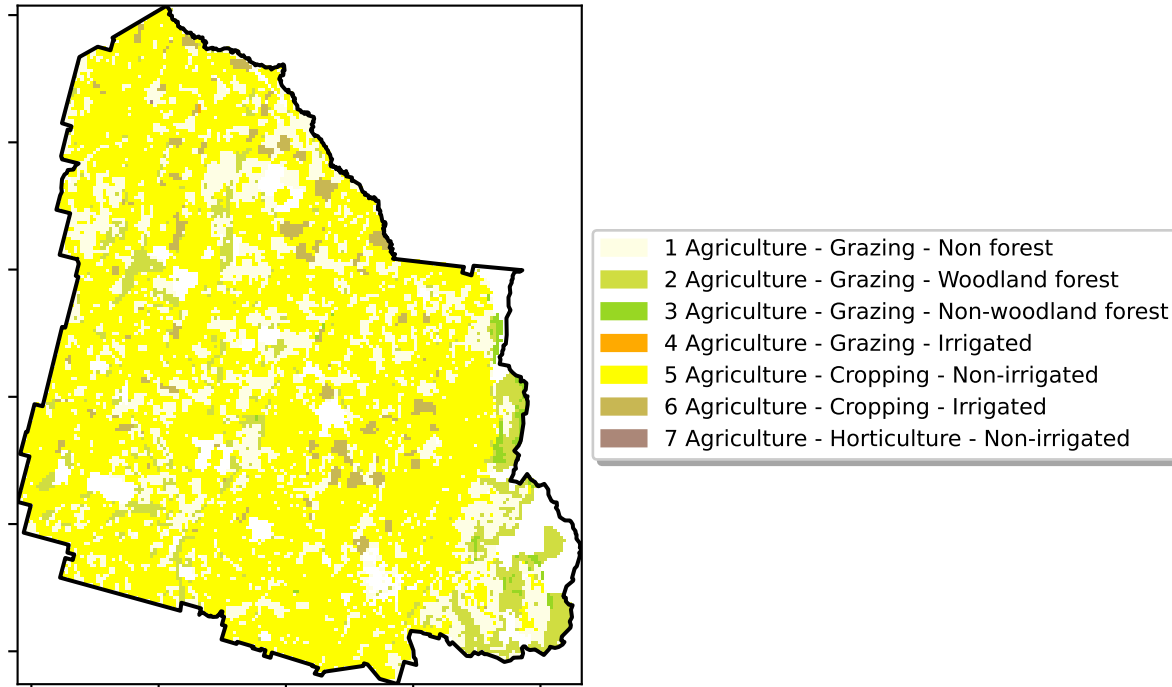 1 Agriculture - Grazing - Non forest
2 Agriculture - Grazing - Woodland forest
3 Agriculture - Grazing - Non-woodland forest
4 Agriculture - Grazing - Irrigated
5 Agriculture - Cropping - Non-irrigated
6 Agriculture - Cropping - Irrigated
7 Agriculture - Horticulture - Non-irrigated